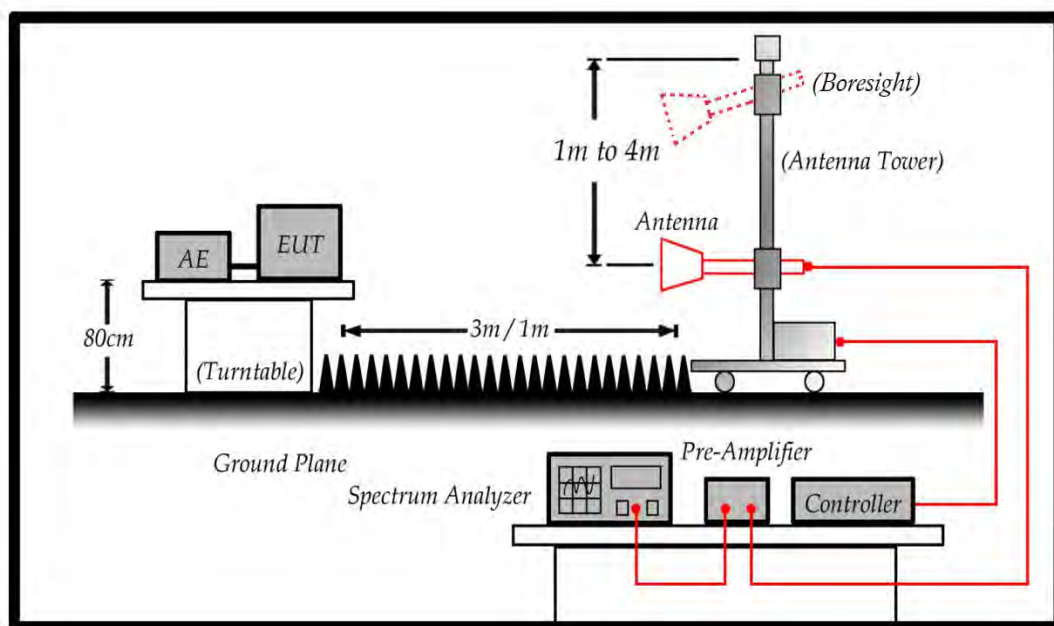 (Boresight)
1m to 4m
(Antenna Tower)
Antenna
AE
EUT
80cm
3m / 1m
(Turntable)
Ground Plane
Pre-Amplifier
Spectrum Analyzer
Controller